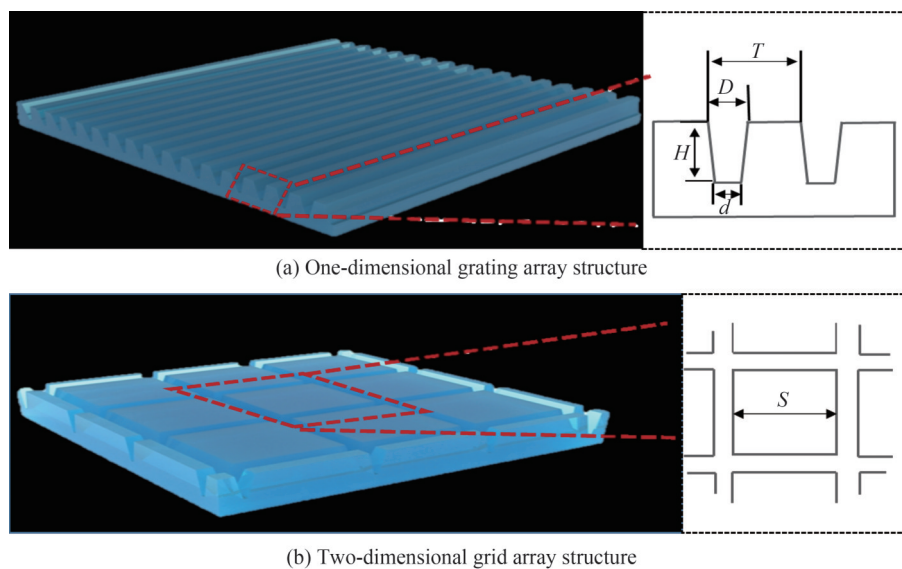 T
D
H
d
(a) One-dimensional grating array structure
S
(b) Two-dimensional grid array structure